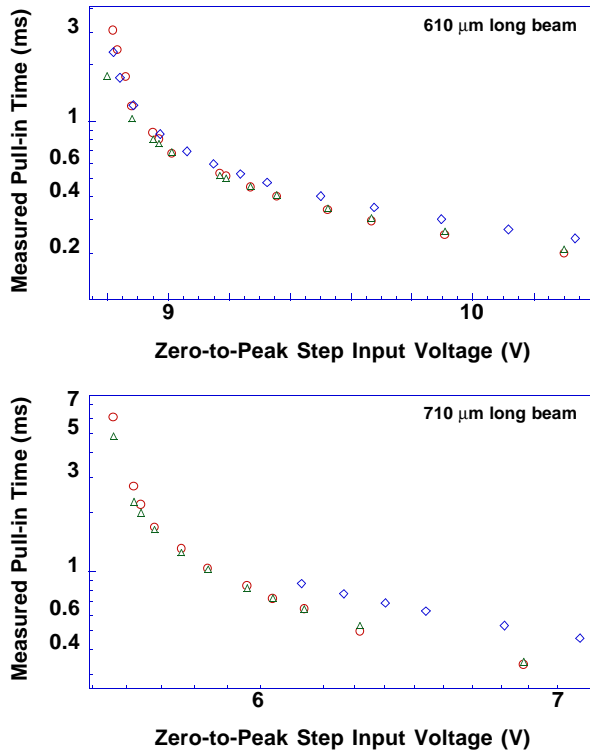 Measured Pull-in Time (ms)
610 μm long beam
3
1
0.6
0.4
0.2
9
10
Zero-to-Peak Step Input Voltage (V)
Measured Pull-in Time (ms)
710 μm long beam
7
5
3
1
0.6
0.4
6
7
Zero-to-Peak Step Input Voltage (V)